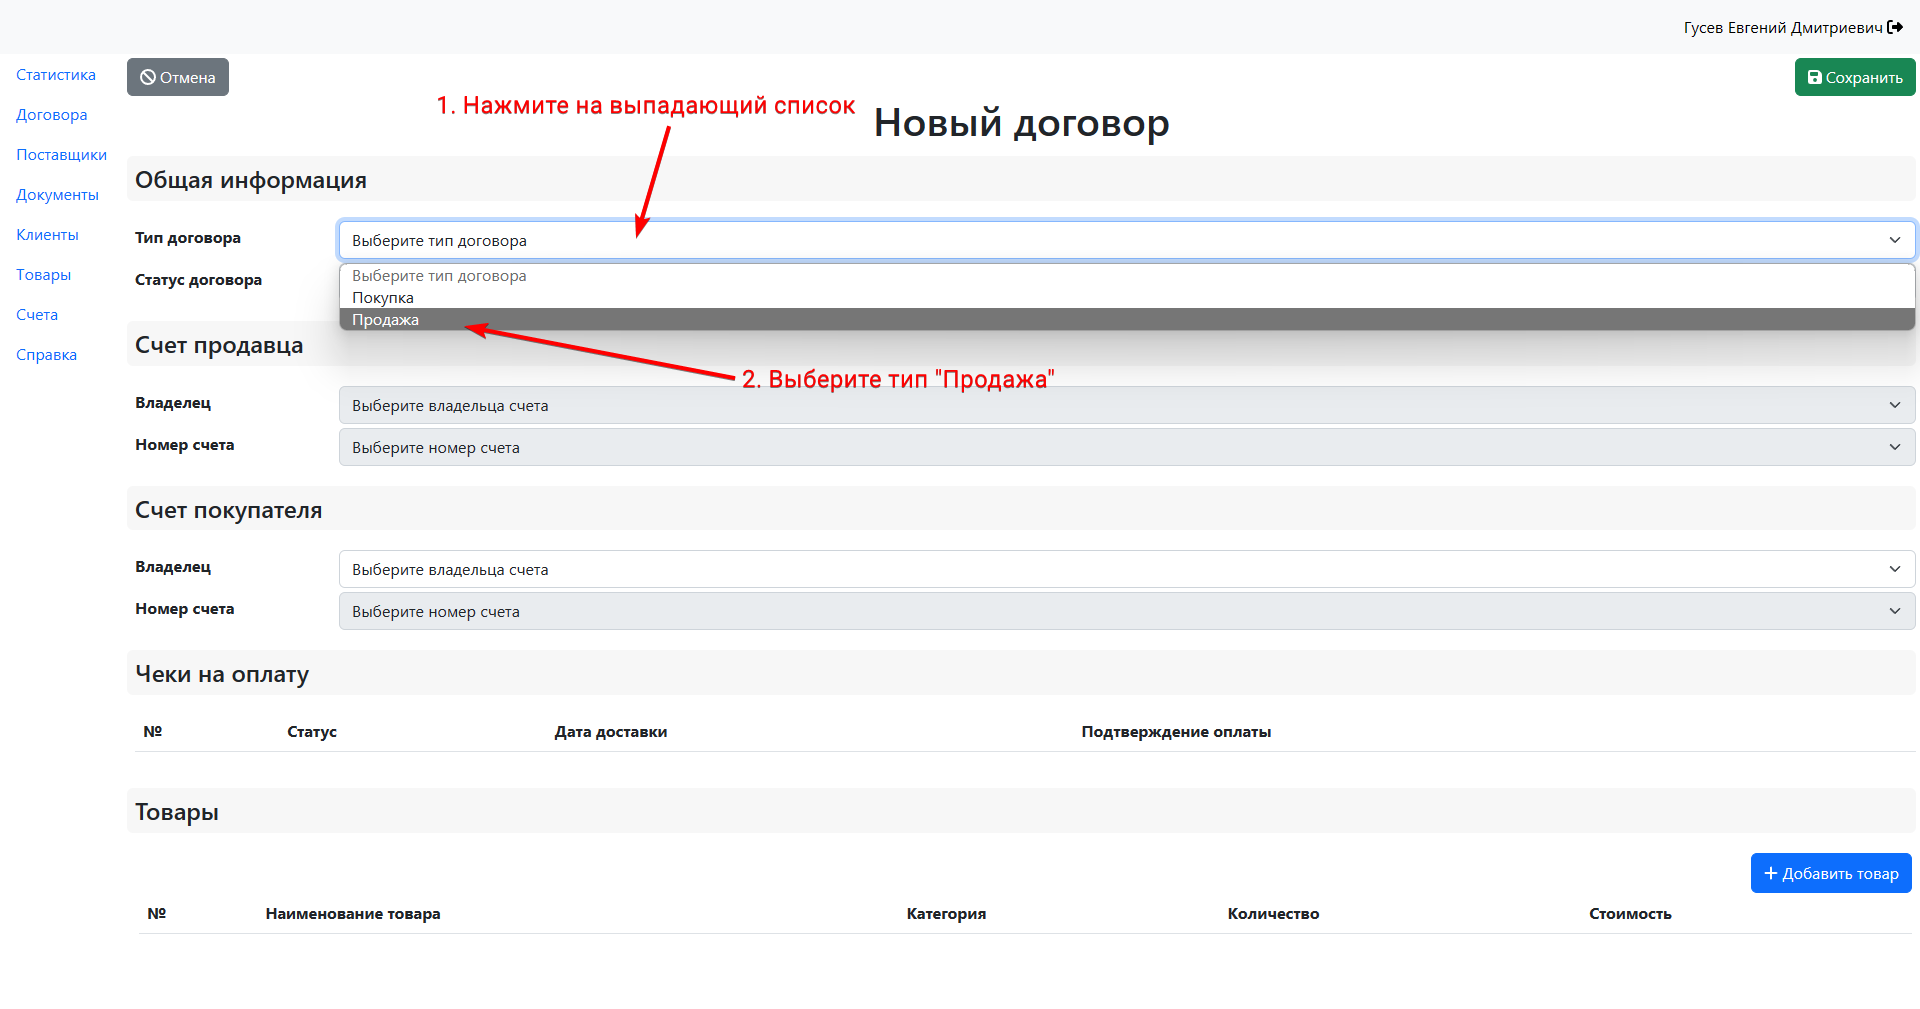 Гусев Евгений Дмитриевич
Статистика
Договора
Поставщики
Документы
Клиенты
Товары
Счета
Справка
Отмена
Сохранить
1. Нажмите на выпадающий список
Новый договор
Общая информация
Тип договора
Выберите тип договора
Выберите тип договора
Покупка
Продажа
Статус договора
2. Выберите тип "Продажа"
Счет продавца
Владелец
Выберите владельца счета
Номер счета
Выберите номер счета
Счет покупателя
Владелец
Выберите владельца счета
Номер счета
Выберите номер счета
Чеки на оплату
№ Статус Дата доставки Подтверждение оплаты
Товары
+ Добавить товар
№ Наименование товара Категория Количество Стоимость